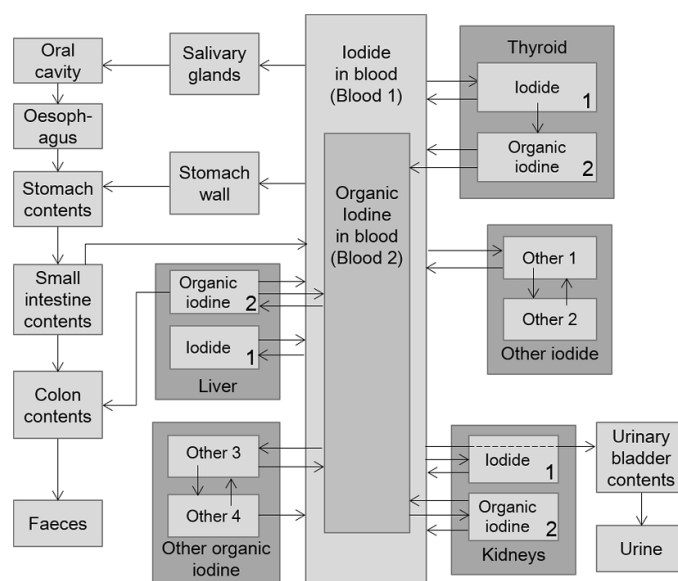 Oral
cavity
Salivary
glands
Iodide
in blood
(Blood 1)
Thyroid
Iodide
1
Organic
iodine
2
Oesoph-
agus
Stomach
contents
Stomach
wall
Organic
Iodine
in blood
(Blood 2)
Small
intestine
contents
Organic
iodine
2
Iodide
1
Liver
Other 1
Other 2
Other iodide
Colon
contents
Other 3
Other 4
Other organic
iodine
Iodide
1
Organic
iodine
2
Kidneys
Urinary
bladder
contents
Faeces
Urine